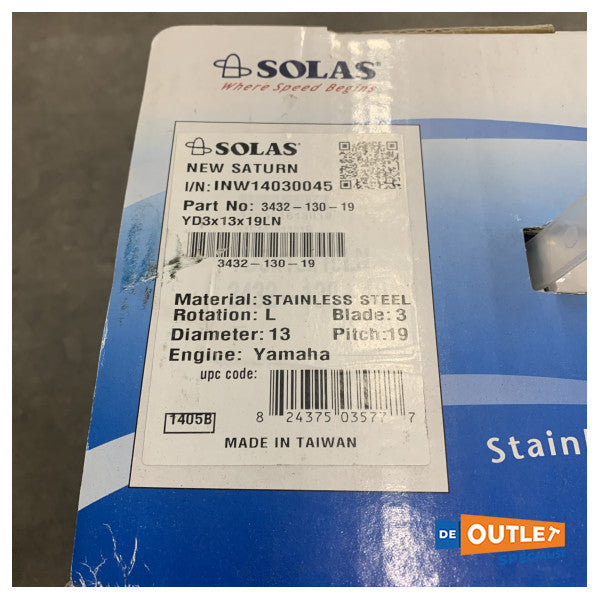 SOLAS
Where Speed Begins
SOLAS
NEW SATURN
I/N: INW14030045
Part No: 3432-130-19
YD3x13x19LN
3432-130-19
Material: STAINLESS STEEL
Rotation: L Blade: 3
Diameter: 13 Pitch: 19
Engine: Yamaha
upc code:
1405B
8 24375 03577 7
MADE IN TAIWAN
Stainl
DE OUTLET